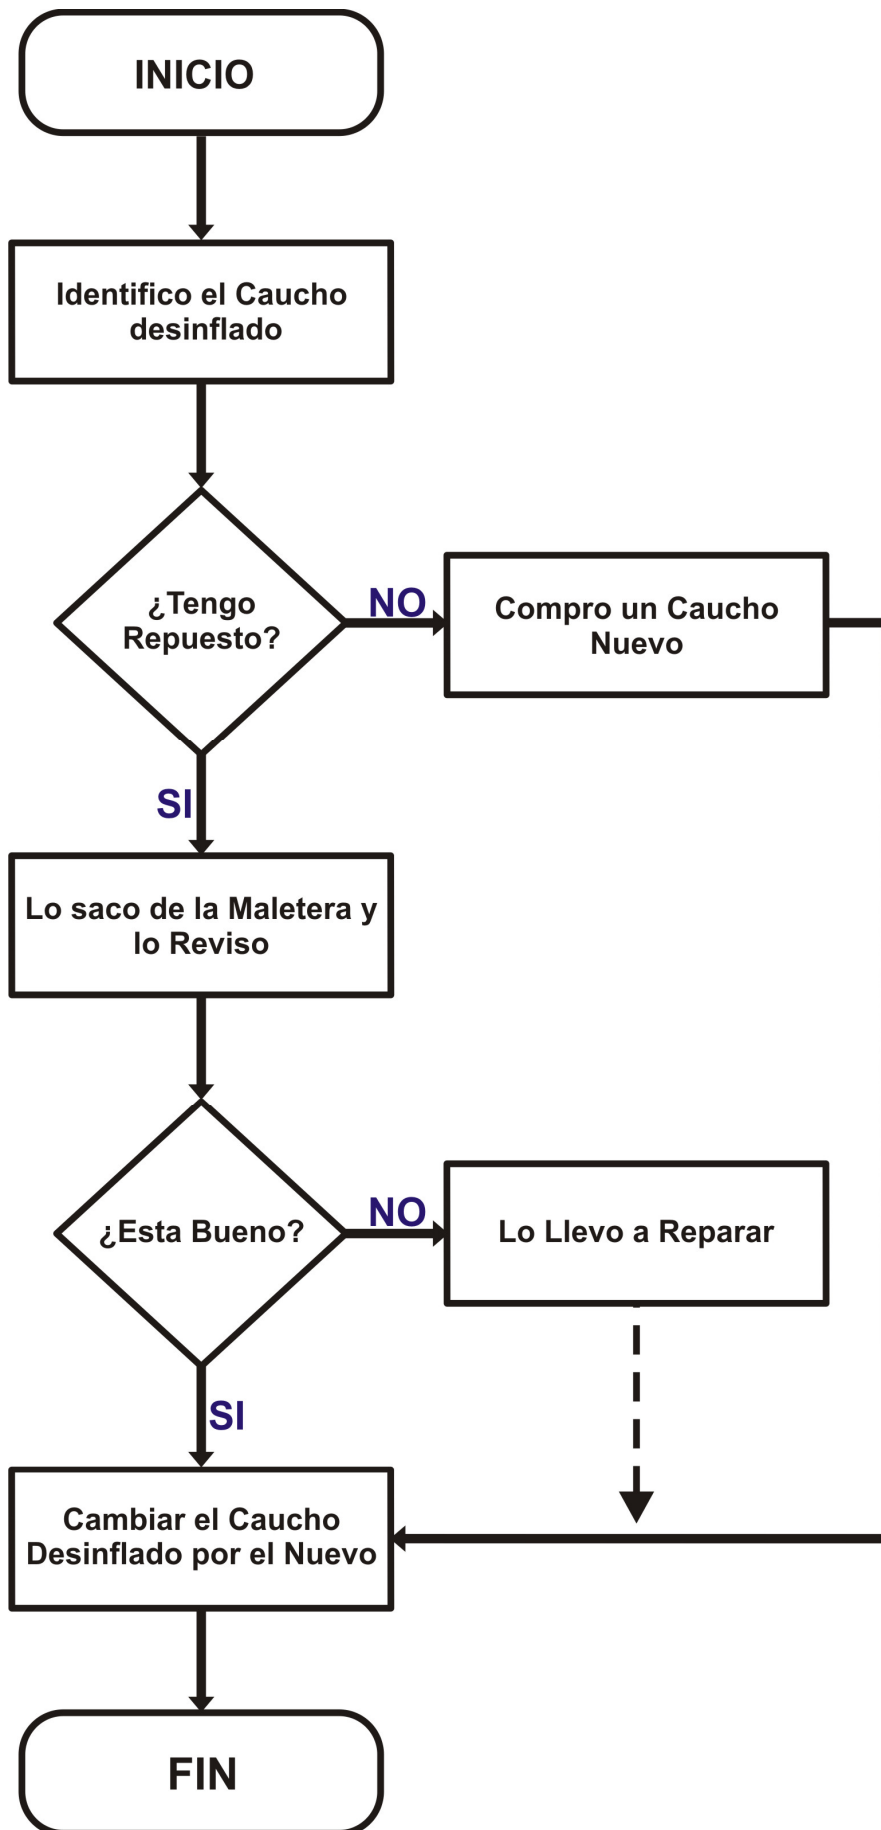 INICIO
Identifico el Caucho
desinflado
¿Tengo
Repuesto?
NO
Compro un Caucho
Nuevo
SI
Lo saco de la Maletera y
lo Reviso
¿Esta Bueno?
NO
Lo Llevo a Reparar
SI
Cambiar el Caucho
Desinflado por el Nuevo
FIN